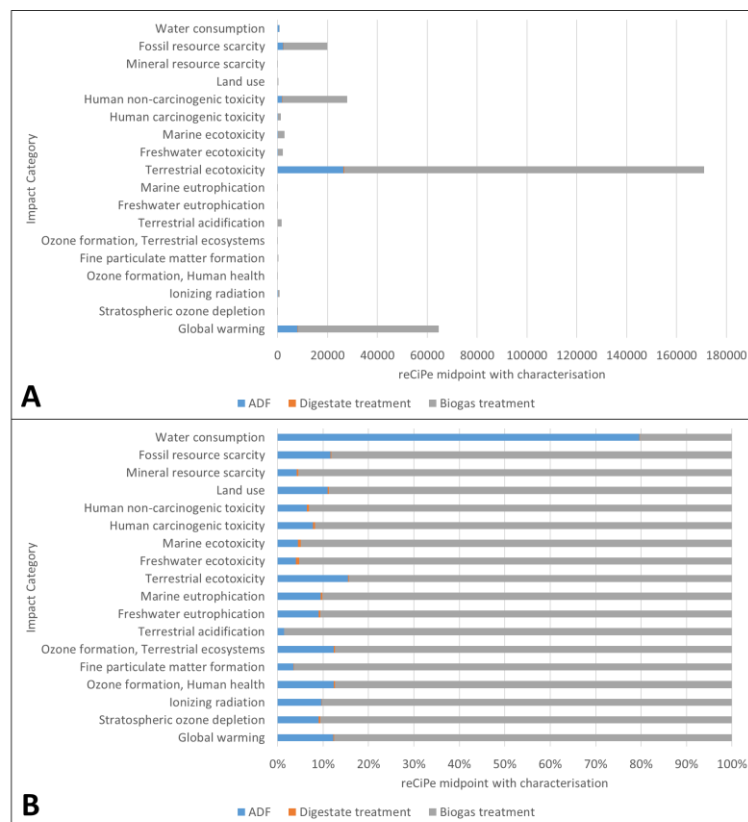 Water consumption
Fossil resource scarcity
Mineral resource scarcity
Land use
Human non-carcinogenic toxicity
Human carcinogenic toxicity
Marine ecotoxicity
Freshwater ecotoxicity
Terrestrial ecotoxicity
Marine eutrophication
Freshwater eutrophication
Terrestrial acidification
Ozone formation, Terrestrial ecosystems
Fine particulate matter formation
Ozone formation, Human health
Ionizing radiation
Stratospheric ozone depletion
Global warming
Impact Category
0 20000 40000 60000 80000 100000 120000 140000 160000 180000
reCiPe midpoint with characterisation
ADF Digestate treatment Biogas treatment
A
Water consumption
Fossil resource scarcity
Mineral resource scarcity
Land use
Human non-carcinogenic toxicity
Human carcinogenic toxicity
Marine ecotoxicity
Freshwater ecotoxicity
Terrestrial ecotoxicity
Marine eutrophication
Freshwater eutrophication
Terrestrial acidification
Ozone formation, Terrestrial ecosystems
Fine particulate matter formation
Ozone formation, Human health
Ionizing radiation
Stratospheric ozone depletion
Global warming
Impact Category
0% 10% 20% 30% 40% 50% 60% 70% 80% 90% 100%
reCiPe midpoint with characterisation
ADF Digestate treatment Biogas treatment
B